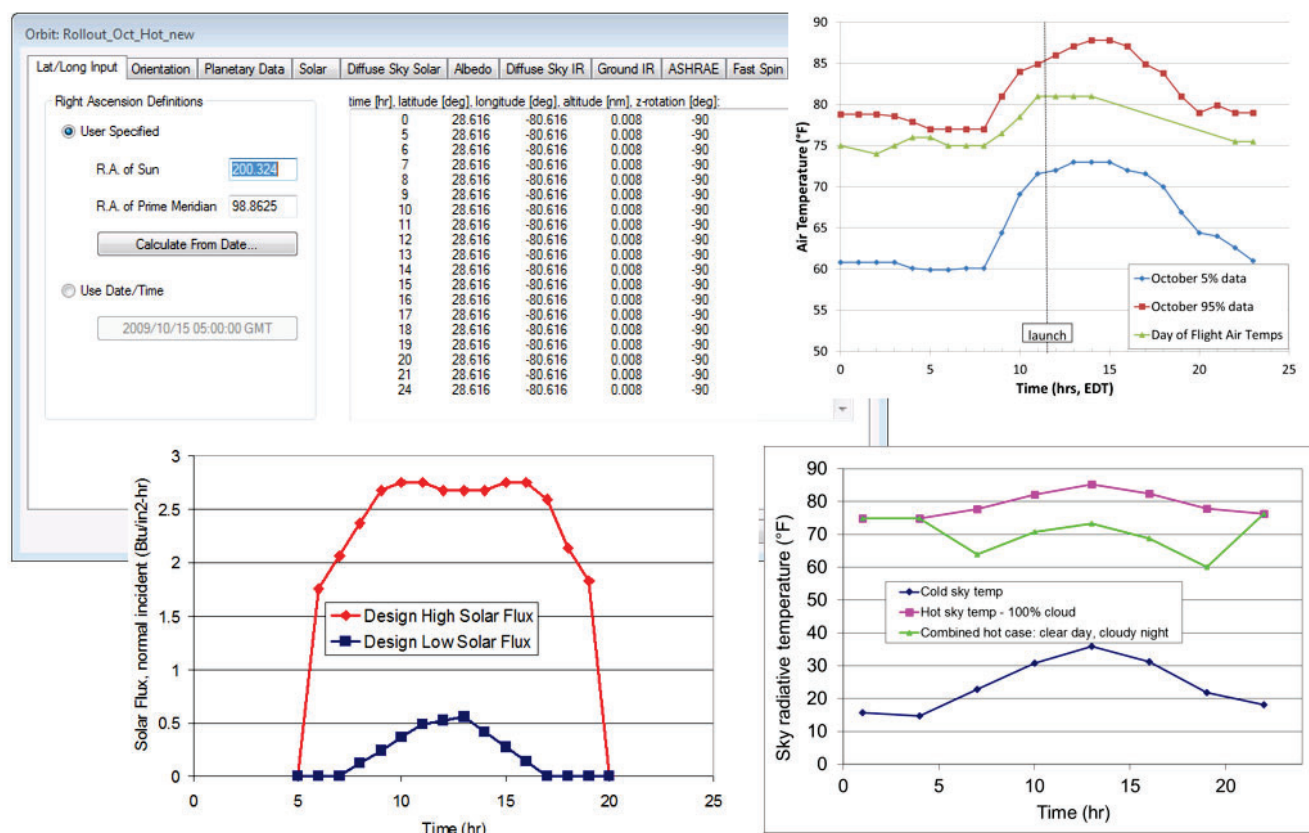 Orbit: Rollout_Oct_Hot_new
Lat/Long Input Orientation Planetary Data Solar Diffuse Sky Solar Albedo Diffuse Sky IR Ground IR ASHRAE Fast Spin
Right Ascension Definitions
User Specified
R.A. of Sun 200.324
R.A. of Prime Meridian 98.8625
Calculate From Date...
Use Date/Time
2009/10/15 05:00:00 GMT
time [hr], latitude [deg], longitude [deg], altitude [nm], z-rotation [deg]:
0 28.616 -80.616 0.008 -90
5 28.616 -80.616 0.008 -90
6 28.616 -80.616 0.008 -90
7 28.616 -80.616 0.008 -90
8 28.616 -80.616 0.008 -90
9 28.616 -80.616 0.008 -90
10 28.616 -80.616 0.008 -90
11 28.616 -80.616 0.008 -90
12 28.616 -80.616 0.008 -90
13 28.616 -80.616 0.008 -90
14 28.616 -80.616 0.008 -90
15 28.616 -80.616 0.008 -90
16 28.616 -80.616 0.008 -90
17 28.616 -80.616 0.008 -90
18 28.616 -80.616 0.008 -90
19 28.616 -80.616 0.008 -90
20 28.616 -80.616 0.008 -90
21 28.616 -80.616 0.008 -90
24 28.616 -80.616 0.008 -90
Air Temperature (°F)
90
85
80
75
70
65
60
55
50
October 5% data
October 95% data
Day of Flight Air Temps
launch
0 5 10 15 20 25
Time (hrs, EDT)
Solar Flux, normal incident (Btu/in2-hr)
3
2.5
2
1.5
1
0.5
0
Design High Solar Flux
Design Low Solar Flux
0 5 10 15 20 25
Time (hr)
Sky radiative temperature (°F)
90
80
70
60
50
40
30
20
10
0
Cold sky temp
Hot sky temp - 100% cloud
Combined hot case: clear day, cloudy night
0 5 10 15 20
Time (hr)